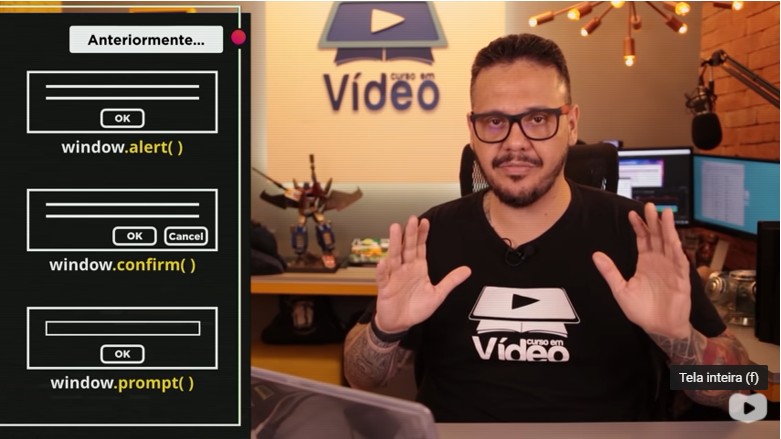 Anteriormente...
OK
window.alert( )
OK Cancel
window.confirm( )
OK
window.prompt( )
curso em
Vídeo
curso em
Vídeo
Tela inteira (f)